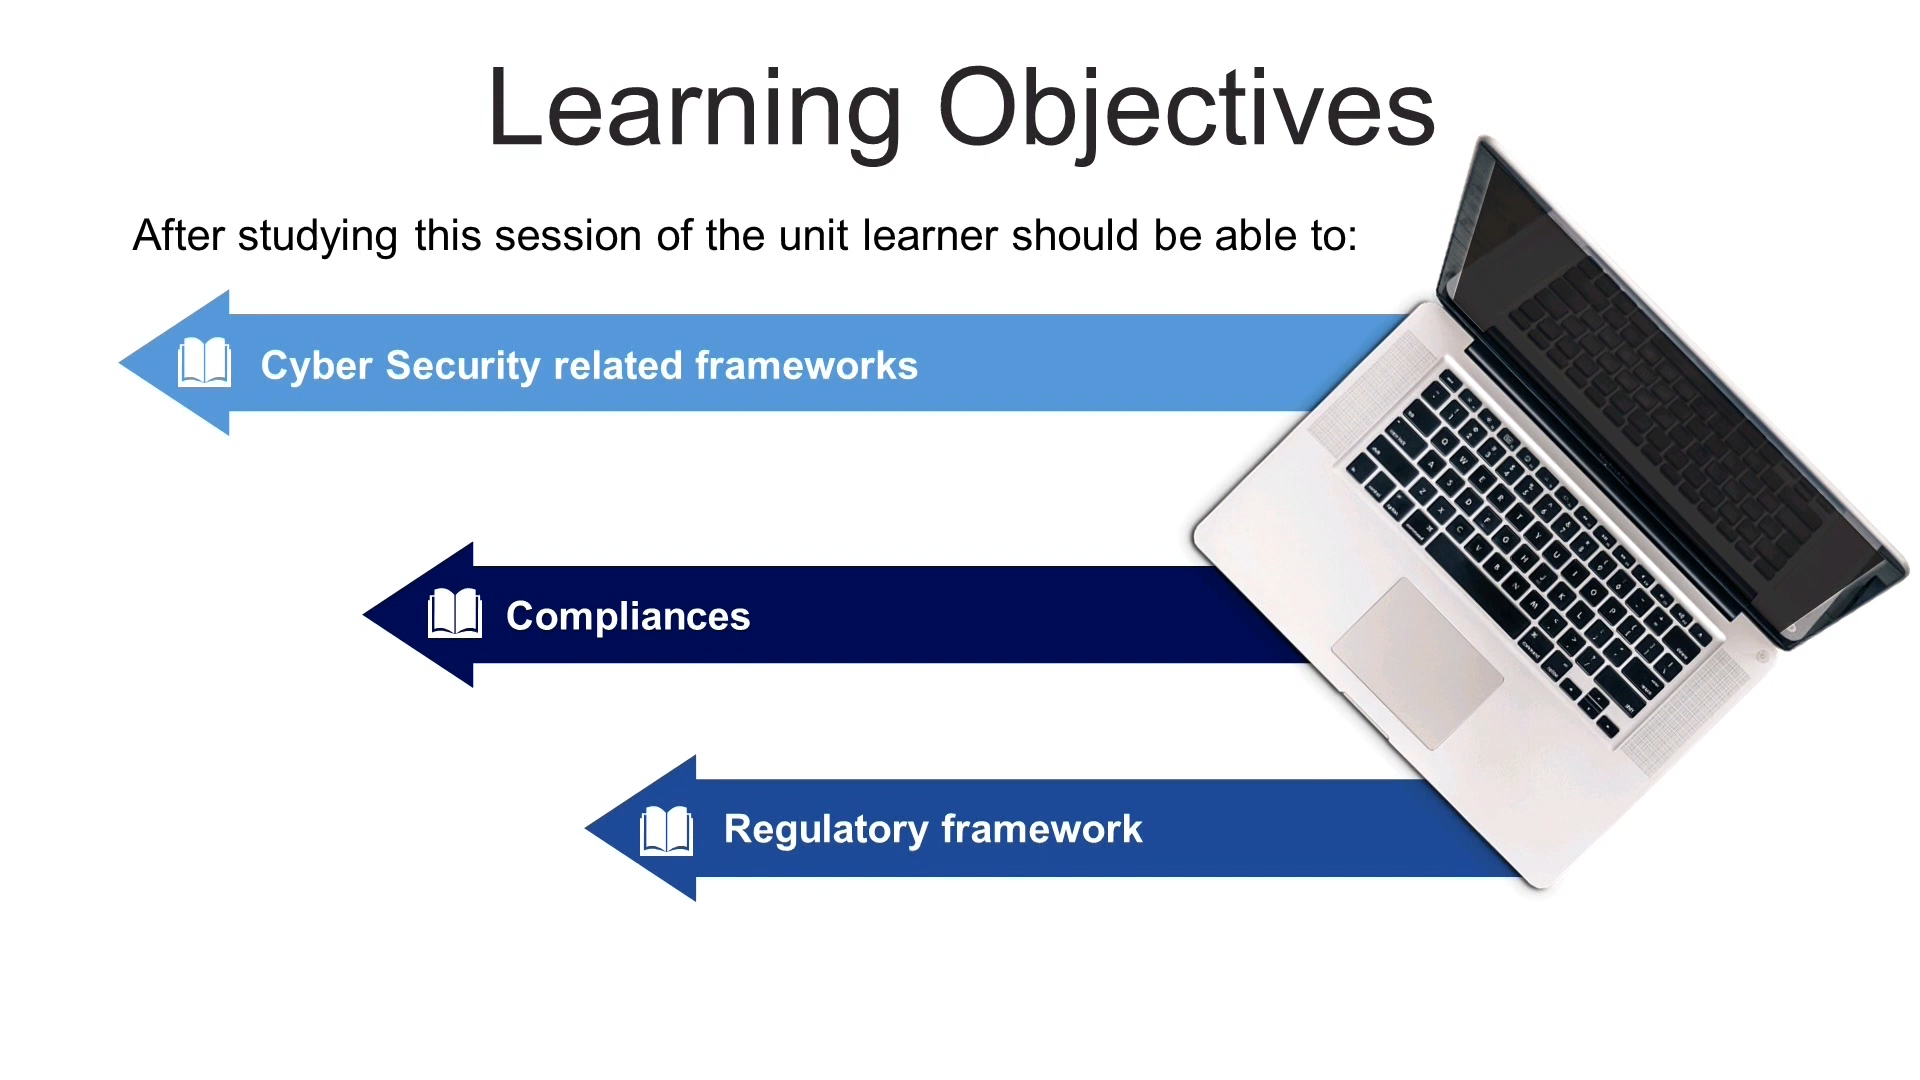 Learning Objectives
After studying this session of the unit learner should be able to:
Cyber Security related frameworks
Compliances
Regulatory framework